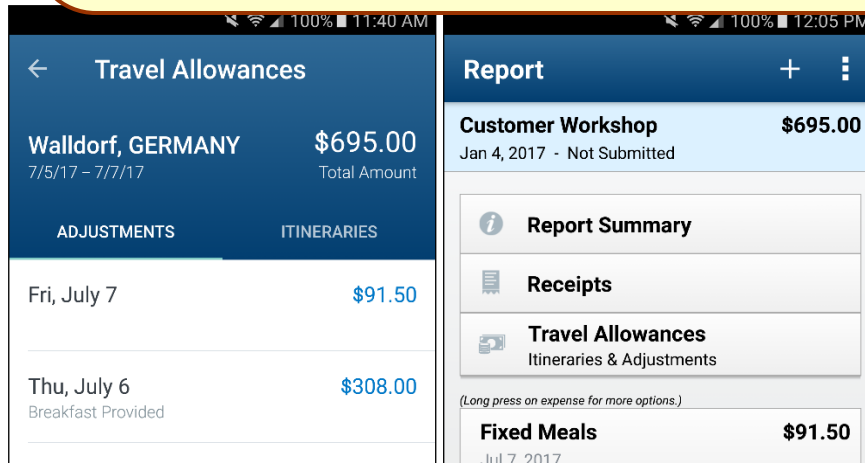 100% 11:40 AM
Travel Allowances
Walldorf, GERMANY $695.00
7/5/17 – 7/7/17 Total Amount
ADJUSTMENTS ITINERARIES
Fri, July 7 $91.50
Thu, July 6 $308.00
Breakfast Provided
100% 12:05 PM
Report
Customer Workshop $695.00
Jan 4, 2017 - Not Submitted
Report Summary
Receipts
Travel Allowances
Itineraries & Adjustments
(Long press on expense for more options.)
Fixed Meals $91.50
Jul 7, 2017